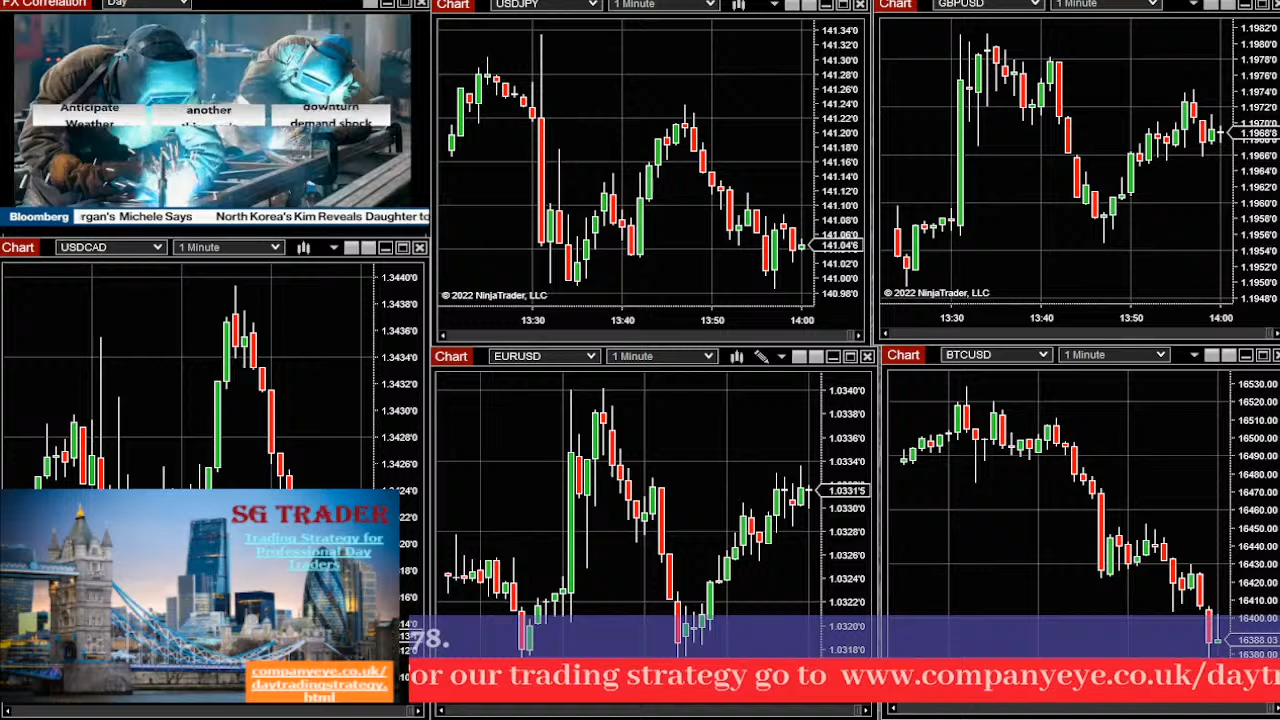 FX Correlation
Day
Anticipate
another
downturn
Weather
demand shock
Bloomberg
rgan's Michele Says
North Korea's Kim Reveals Daughter to
Chart
USDCAD
1 Minute
1.3440'0
1.3438'0
1.3436'0
1.3434'0
1.3432'0
1.3430'0
1.3428'0
1.3426'0
SG TRADER
Trading Strategy for
Professional Day
Traders
companyeye.co.uk/
daytradingstrategy.
html
Chart
USDJPY
1 Minute
141.34'0
141.32'0
141.30'0
141.28'0
141.26'0
141.24'0
141.22'0
141.20'0
141.18'0
141.16'0
141.14'0
141.12'0
141.10'0
141.08'0
141.06'0
141.04'6
141.02'0
141.00'0
140.98'0
© 2022 NinjaTrader, LLC
13:30
13:40
13:50
14:00
Chart
GBPUSD
1 Minute
1.1982'0
1.1980'0
1.1978'0
1.1976'0
1.1974'0
1.1972'0
1.1970'0
1.1968'0
1.1966'0
1.1964'0
1.1962'0
1.1960'0
1.1958'0
1.1956'0
1.1954'0
1.1952'0
1.1950'0
1.1948'0
© 2022 NinjaTrader, LLC
13:30
13:40
13:50
14:00
Chart
EURUSD
1 Minute
1.0340'0
1.0338'0
1.0336'0
1.0334'0
1.0331'5
1.0330'0
1.0328'0
1.0326'0
1.0324'0
1.0322'0
1.0320'0
1.0318'0
Chart
BTCUSD
1 Minute
16530.00
16520.00
16510.00
16500.00
16490.00
16480.00
16470.00
16460.00
16450.00
16440.00
16430.00
16420.00
16410.00
16400.00
16388.03
16380.00
78.
or our trading strategy go to www.companyeye.co.uk/daytr